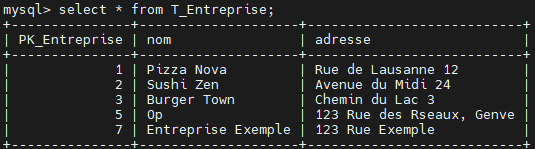 mysql> select * from T_Entreprise;
+---------------+--------------------+----------------------------+
| PK_Entreprise | nom                | adresse                    |
+---------------+--------------------+----------------------------+
|             1 | Pizza Nova         | Rue de Lausanne 12         |
|             2 | Sushi Zen          | Avenue du Midi 24          |
|             3 | Burger Town        | Chemin du Lac 3            |
|             5 | Op                 | 123 Rue des Rseaux, Genve  |
|             7 | Entreprise Exemple | 123 Rue Exemple            |
+---------------+--------------------+----------------------------+